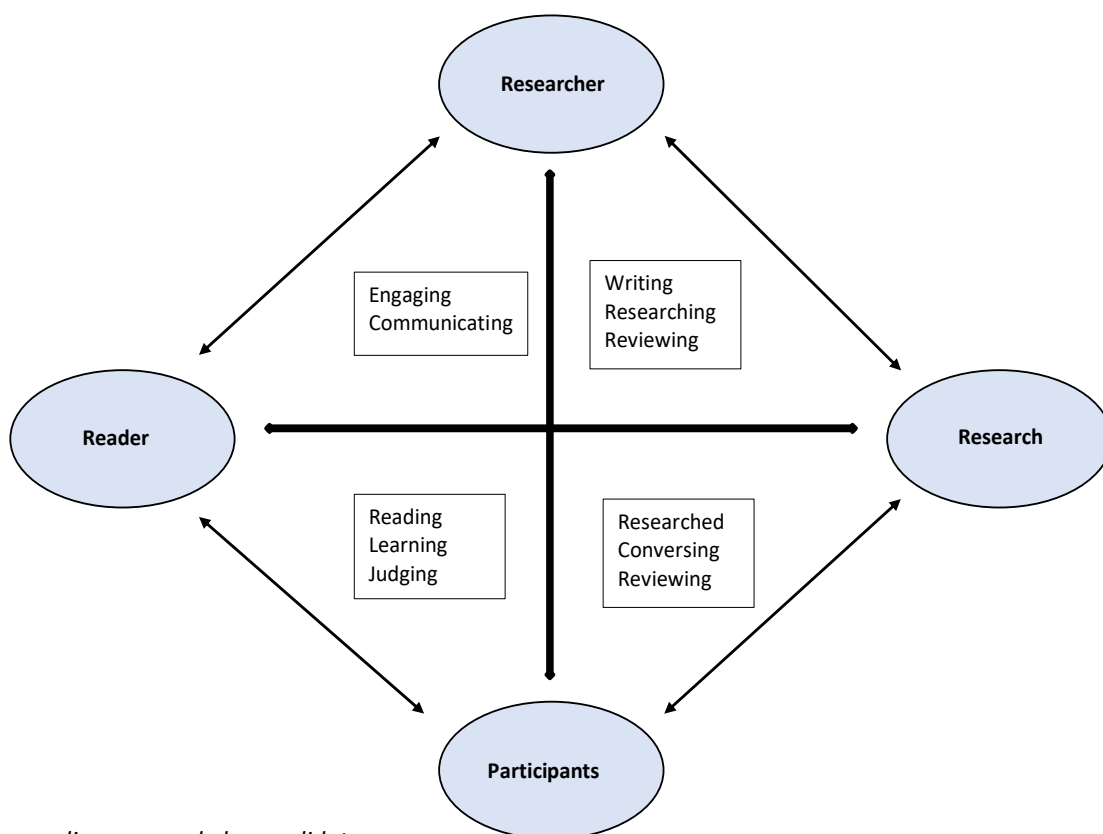 Researcher
Engaging
Communicating
Writing
Researching
Reviewing
Reader
Research
Reading
Learning
Judging
Researched
Conversing
Reviewing
Participants